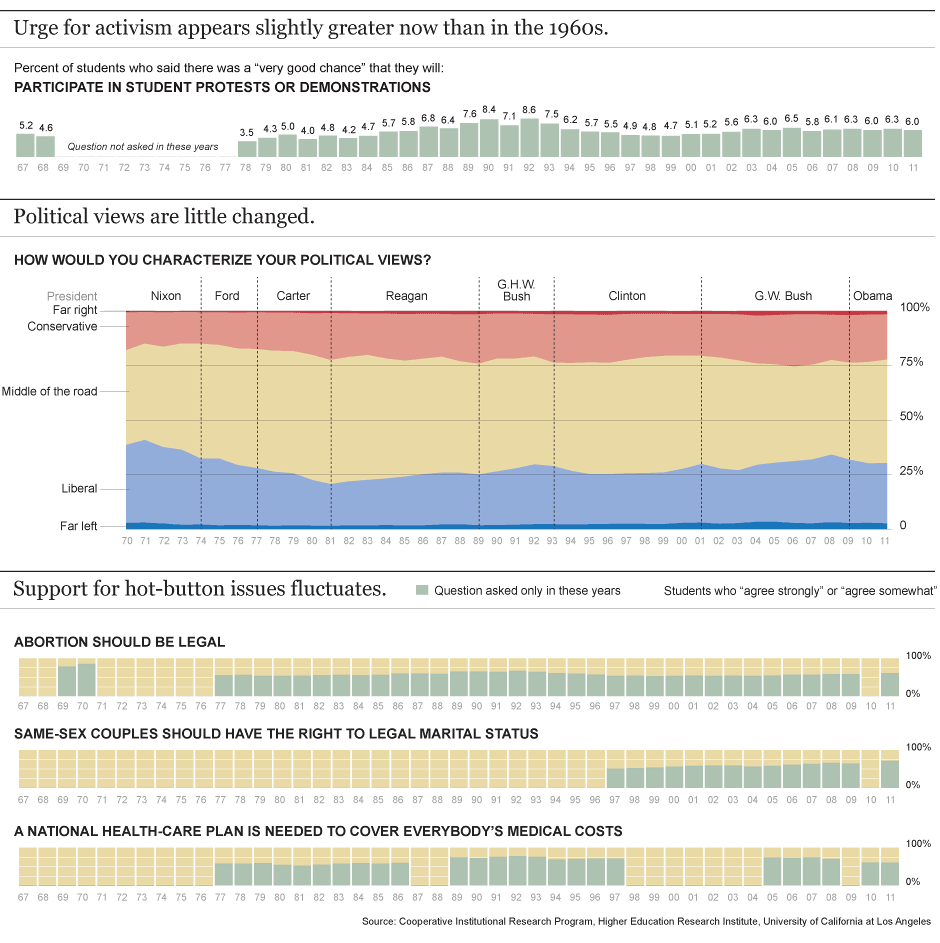 Urge for activism appears slightly greater now than in the 1960s.
Percent of students who said there was a “very good chance” that they will:
PARTICIPATE IN STUDENT PROTESTS OR DEMONSTRATIONS
5.2 4.6 3.5 4.3 5.0 4.0 4.8 4.2 4.7 5.7 5.8 6.8 6.4 7.6 8.4 7.1 8.6 7.5 6.2 5.7 5.5 4.9 4.8 4.7 5.1 5.2 5.6 6.3 6.0 6.5 5.8 6.1 6.3 6.0 6.3 6.0
Question not asked in these years
67 68 69 70 71 72 73 74 75 76 77 78 79 80 81 82 83 84 85 86 87 88 89 90 91 92 93 94 95 96 97 98 99 00 01 02 03 04 05 06 07 08 09 10 11
Political views are little changed.
HOW WOULD YOU CHARACTERIZE YOUR POLITICAL VIEWS?
President Nixon Ford Carter Reagan G.H.W. Bush Clinton G.W. Bush Obama
Far right 100%
Conservative
75%
Middle of the road
50%
25%
Liberal
Far left 0
70 71 72 73 74 75 76 77 78 79 80 81 82 83 84 85 86 87 88 89 90 91 92 93 94 95 96 97 98 99 00 01 02 03 04 05 06 07 08 09 10 11
Support for hot-button issues fluctuates. Question asked only in these years Students who “agree strongly” or “agree somewhat”
ABORTION SHOULD BE LEGAL
100%
0%
67 68 69 70 71 72 73 74 75 76 77 78 79 80 81 82 83 84 85 86 87 88 89 90 91 92 93 94 95 96 97 98 99 00 01 02 03 04 05 06 07 08 09 10 11
SAME-SEX COUPLES SHOULD HAVE THE RIGHT TO LEGAL MARITAL STATUS
100%
0%
67 68 69 70 71 72 73 74 75 76 77 78 79 80 81 82 83 84 85 86 87 88 89 90 91 92 93 94 95 96 97 98 99 00 01 02 03 04 05 06 07 08 09 10 11
A NATIONAL HEALTH-CARE PLAN IS NEEDED TO COVER EVERYBODY’S MEDICAL COSTS
100%
0%
67 68 69 70 71 72 73 74 75 76 77 78 79 80 81 82 83 84 85 86 87 88 89 90 91 92 93 94 95 96 97 98 99 00 01 02 03 04 05 06 07 08 09 10 11
Source: Cooperative Institutional Research Program, Higher Education Research Institute, University of California at Los Angeles